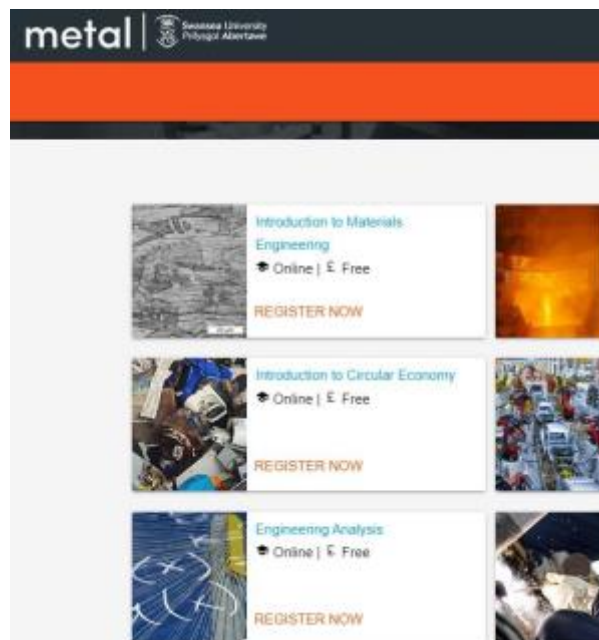 metal
Swansea University
Prifysgol Abertawe
Introduction to Materials
Engineering
Online | £ Free
REGISTER NOW
Introduction to Circular Economy
Online | £ Free
REGISTER NOW
Engineering Analysis
Online | £ Free
REGISTER NOW